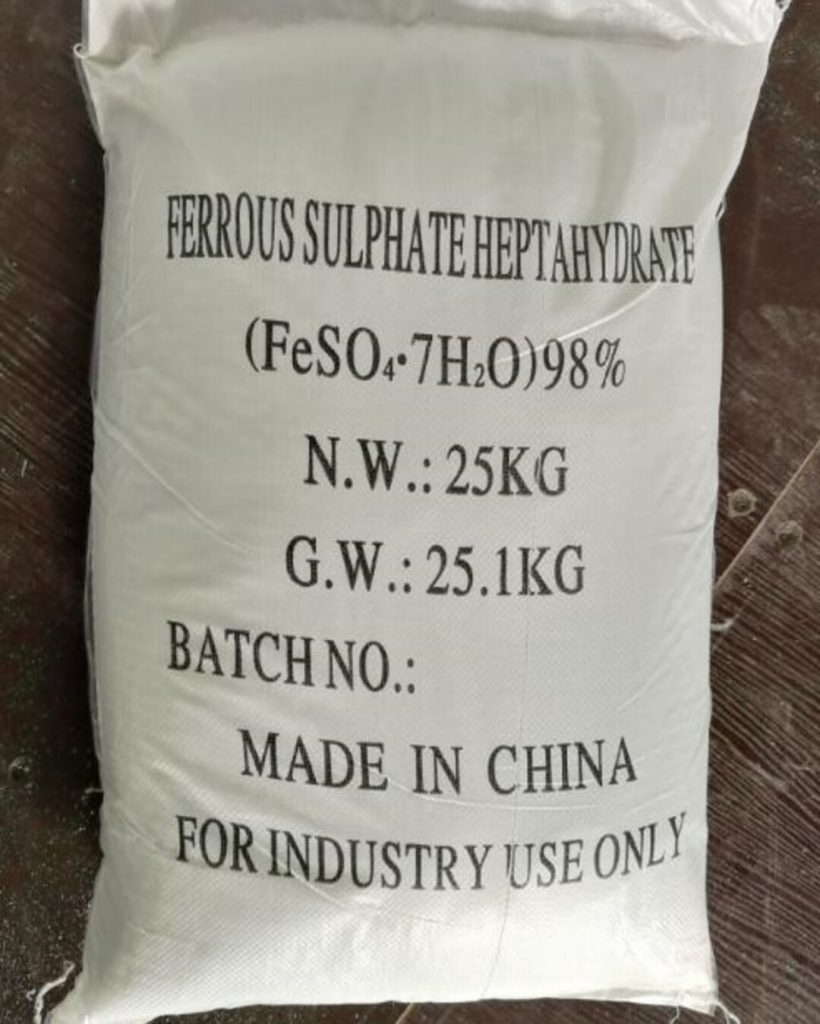 FERROUS SULPHATE HEPTAHYDRATE
(FeSO₄·7H₂O)98%
N.W.: 25KG
G.W.: 25.1KG
BATCH NO.:
MADE IN CHINA
FOR INDUSTRY USE ONLY